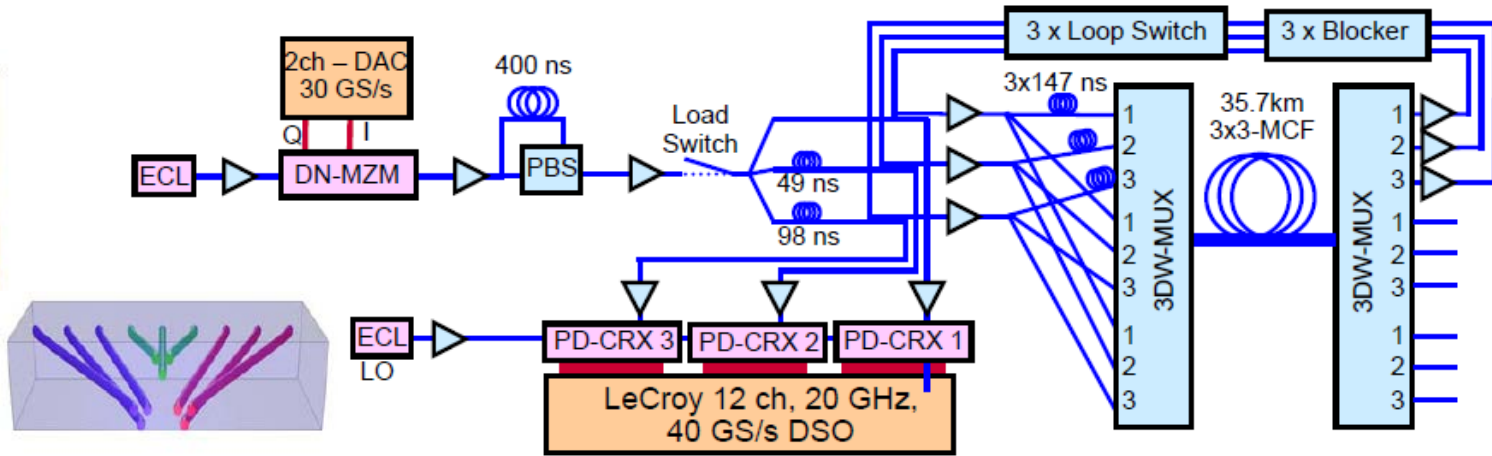 2ch – DAC
30 GS/s
Q
I
ECL
DN-MZM
400 ns
PBS
Load
Switch
49 ns
98 ns
3 x Loop Switch
3 x Blocker
3x147 ns
1
2
3
1
2
3
1
2
3
3DW-MUX
35.7km
3x3-MCF
3DW-MUX
1
2
3
1
2
3
1
2
3
ECL
LO
PD-CRX 3
PD-CRX 2
PD-CRX 1
LeCroy 12 ch, 20 GHz,
40 GS/s DSO